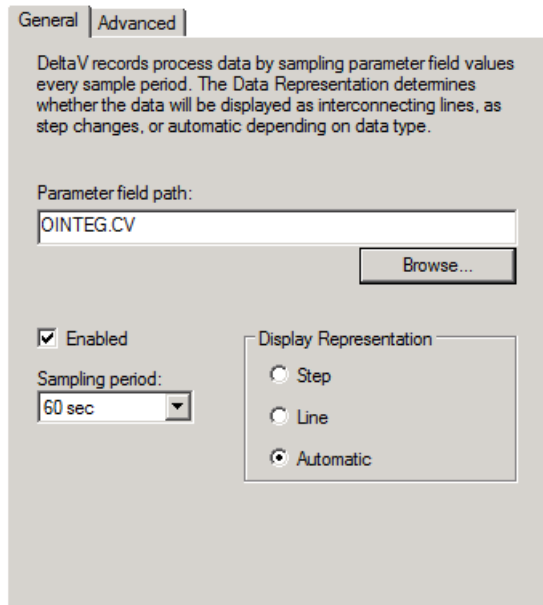 General
Advanced
DeltaV records process data by sampling parameter field values
every sample period. The Data Representation determines
whether the data will be displayed as interconnecting lines, as
step changes, or automatic depending on data type.
Parameter field path:
OINTEG.CV
Browse...
Enabled
Display Representation
Sampling period:
60 sec
Step
Line
Automatic